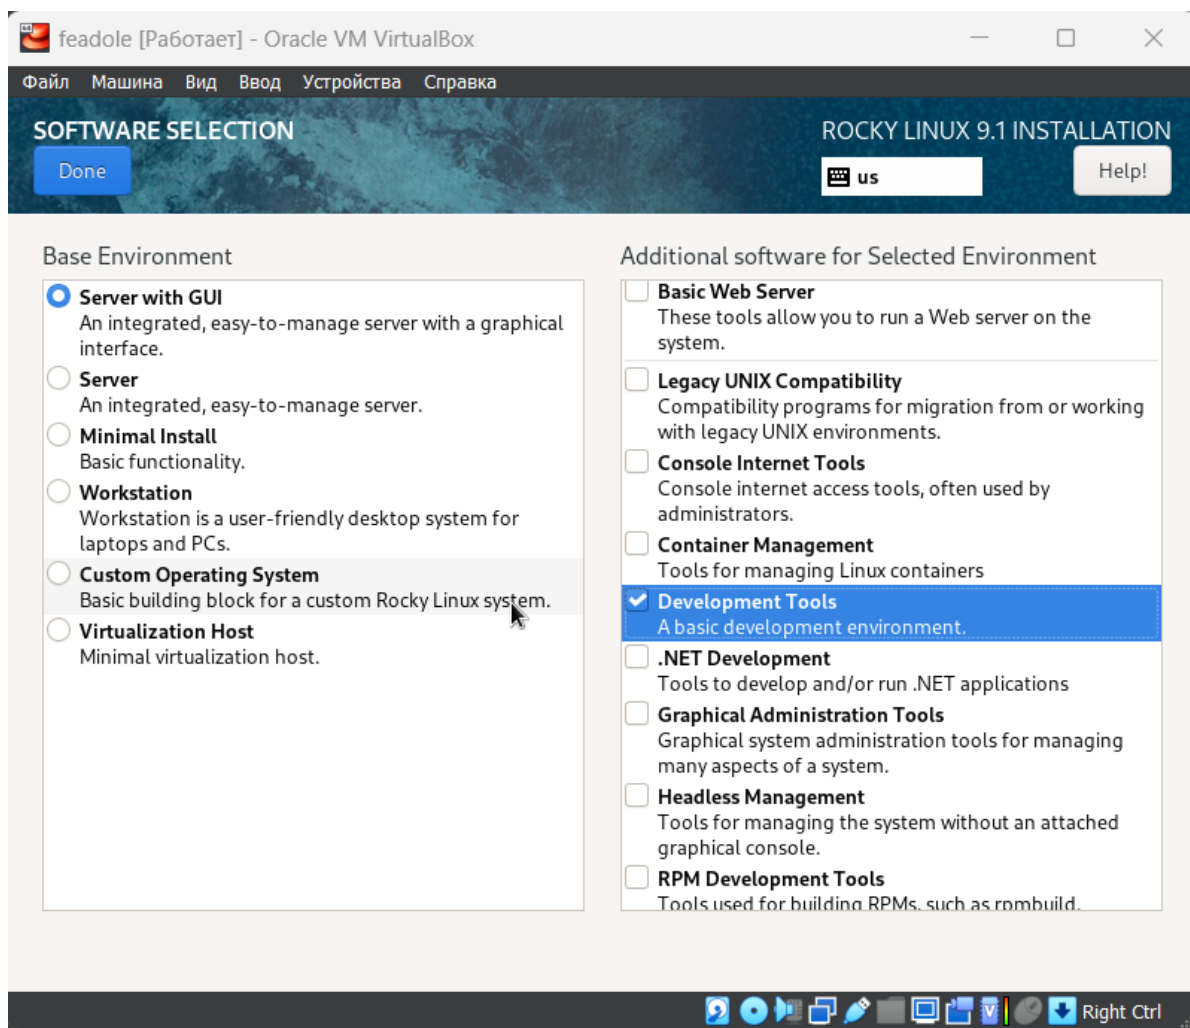 feadole [Работает] - Oracle VM VirtualBox
Файл Машина Вид Ввод Устройства Справка
SOFTWARE SELECTION
Done
ROCKY LINUX 9.1 INSTALLATION
us
Help!
Base Environment
Server with GUI
An integrated, easy-to-manage server with a graphical
interface.
Server
An integrated, easy-to-manage server.
Minimal Install
Basic functionality.
Workstation
Workstation is a user-friendly desktop system for
laptops and PCs.
Custom Operating System
Basic building block for a custom Rocky Linux system.
Virtualization Host
Minimal virtualization host.
Additional software for Selected Environment
Basic Web Server
These tools allow you to run a Web server on the
system.
Legacy UNIX Compatibility
Compatibility programs for migration from or working
with legacy UNIX environments.
Console Internet Tools
Console internet access tools, often used by
administrators.
Container Management
Tools for managing Linux containers
Development Tools
A basic development environment.
.NET Development
Tools to develop and/or run .NET applications
Graphical Administration Tools
Graphical system administration tools for managing
many aspects of a system.
Headless Management
Tools for managing the system without an attached
graphical console.
RPM Development Tools
Tools used for building RPMs, such as rpmbuild.
Right Ctrl